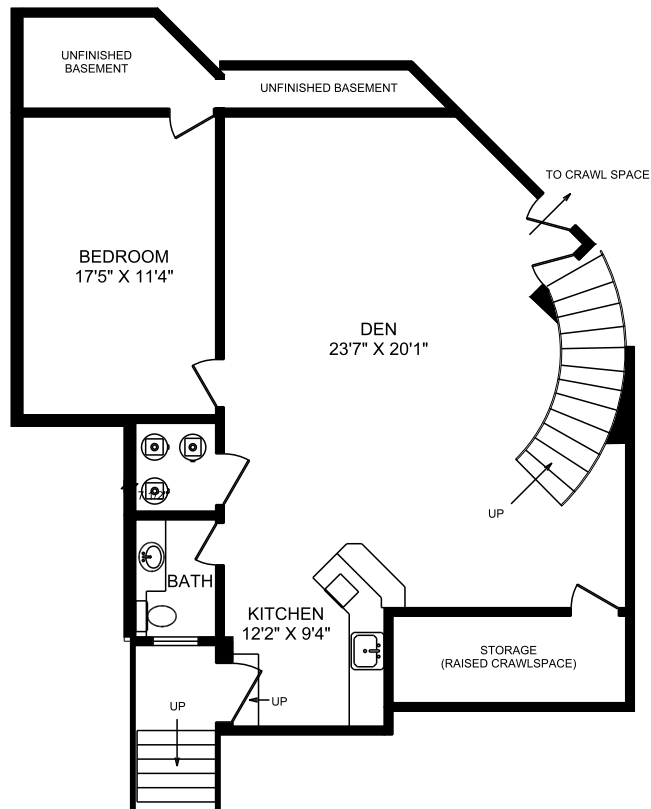 UNFINISHED
BASEMENT
UNFINISHED BASEMENT
TO CRAWL SPACE
BEDROOM
17'5" X 11'4"
DEN
23'7" X 20'1"
UP
BATH
KITCHEN
12'2" X 9'4"
STORAGE
(RAISED CRAWLSPACE)
UP
UP